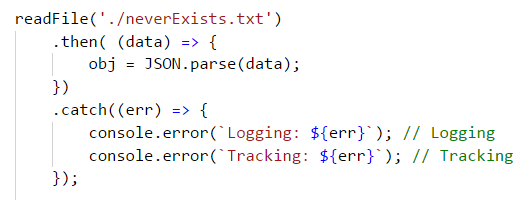 readFile('./neverExists.txt')
    .then( (data) => {
        obj = JSON.parse(data);
    })
    .catch((err) => {
        console.error(`Logging: ${err}`); // Logging
        console.error(`Tracking: ${err}`); // Tracking
    });